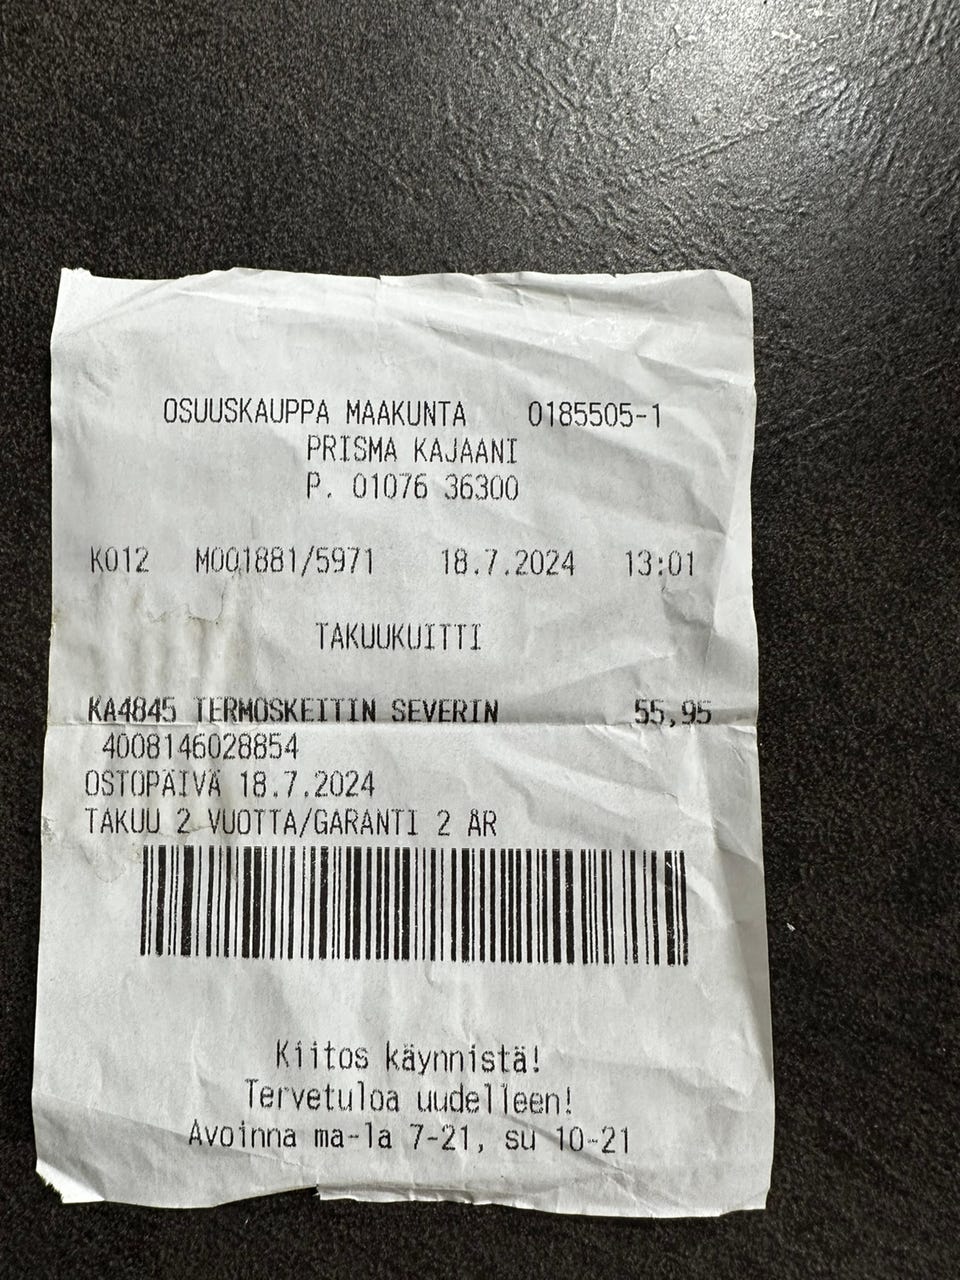 OSUUSKAUPPA MAAKUNTA 0185505-1
PRISMA KAJAANI
P. 01076 36300
K012 M001881/5971 18.7.2024 13:01
TAKUUKUITTI
KA4845 TERMOSKEITIN SEVERIN 55,95
4008146028854
OSTOPÄIVÄ 18.7.2024
TAKUU 2 VUOTTA/GARANTI 2 ÅR
Kiitos käynnistä!
Tervetuloa uudelleen!
Avoinna ma-la 7-21, su 10-21